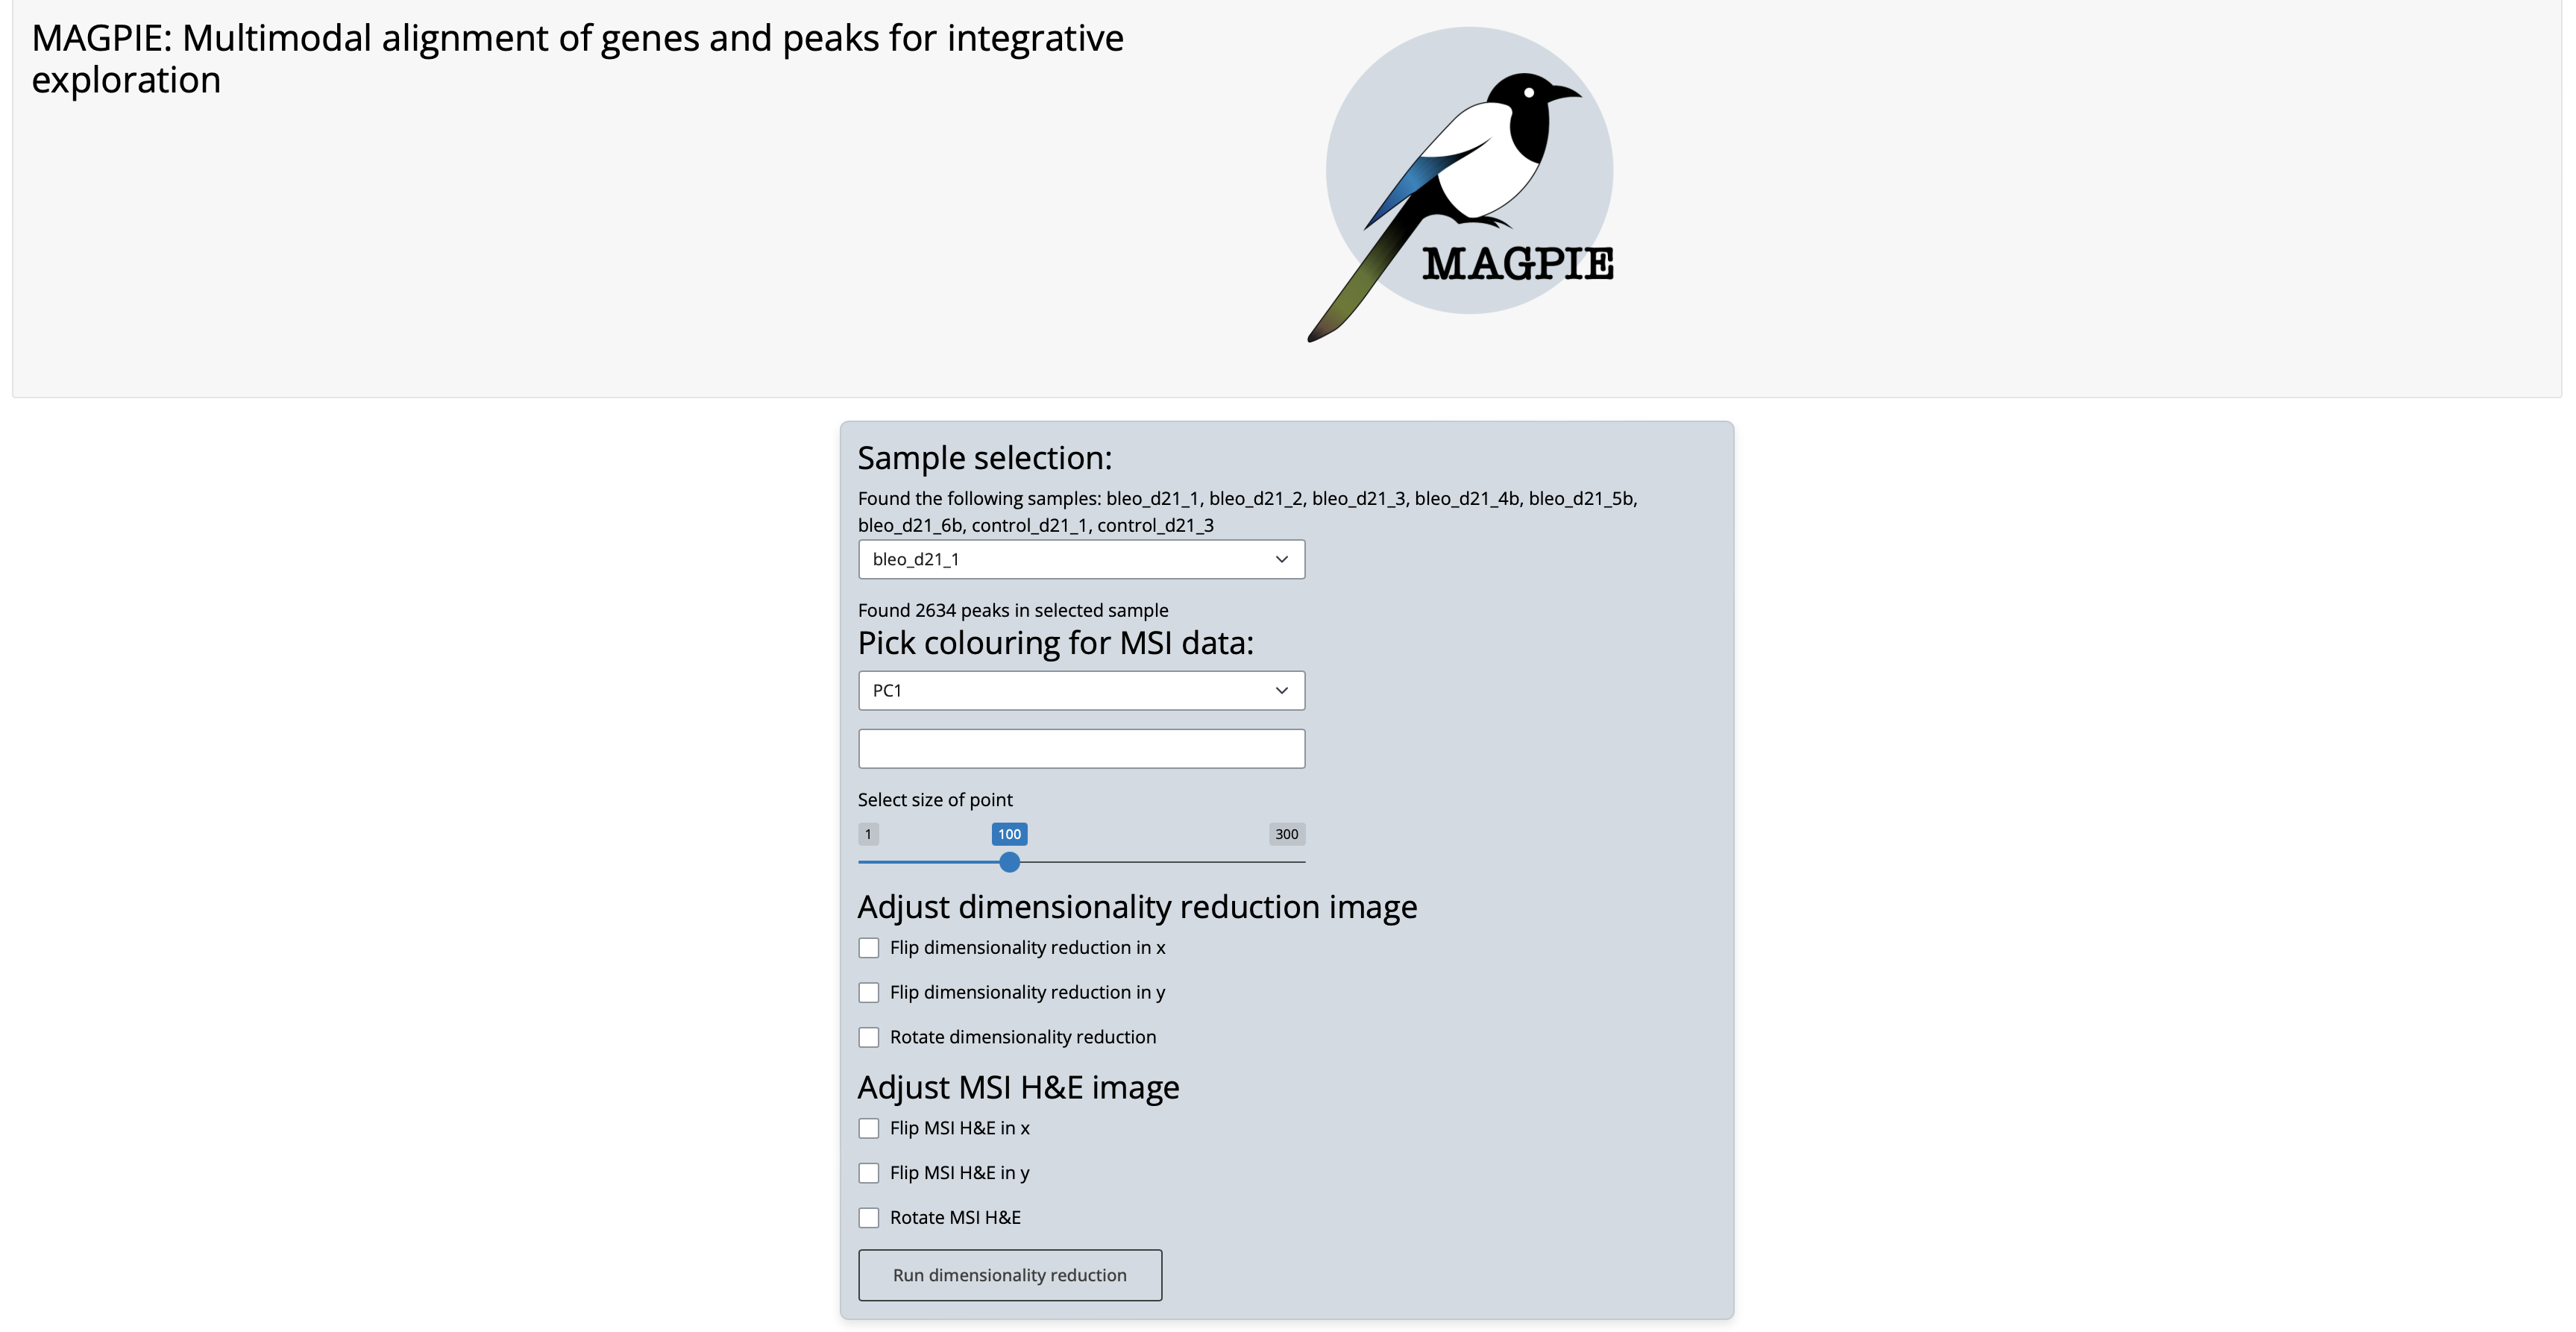 MAGPIE: Multimodal alignment of genes and peaks for integrative
exploration
MAGPIE
Sample selection:
Found the following samples: bleo_d21_1, bleo_d21_2, bleo_d21_3, bleo_d21_4b, bleo_d21_5b,
bleo_d21_6b, control_d21_1, control_d21_3
bleo_d21_1
Found 2634 peaks in selected sample
Pick colouring for MSI data:
PC1
Select size of point
1 100 300
Adjust dimensionality reduction image
Flip dimensionality reduction in x
Flip dimensionality reduction in y
Rotate dimensionality reduction
Adjust MSI H&E image
Flip MSI H&E in x
Flip MSI H&E in y
Rotate MSI H&E
Run dimensionality reduction